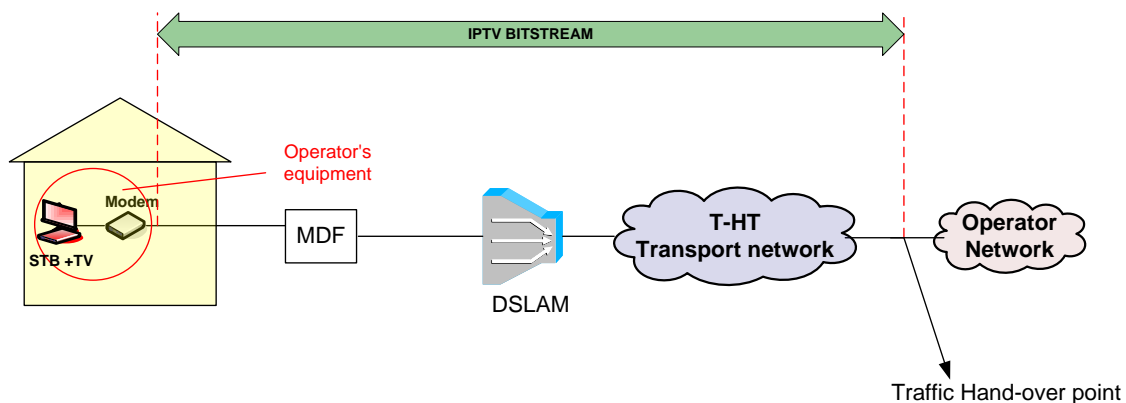 IPTV BITSTREAM
Operator's
equipment
Modem
STB +TV
MDF
DSLAM
T-HT
Transport network
Operator
Network
Traffic Hand-over point